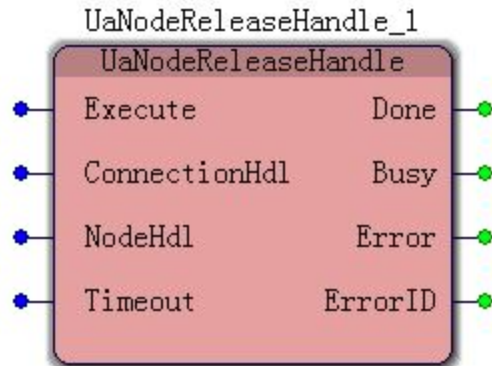 UaNodeReleaseHandle_1
UaNodeReleaseHandle
Execute Done
ConnectionHdl Busy
NodeHdl Error
Timeout ErrorID